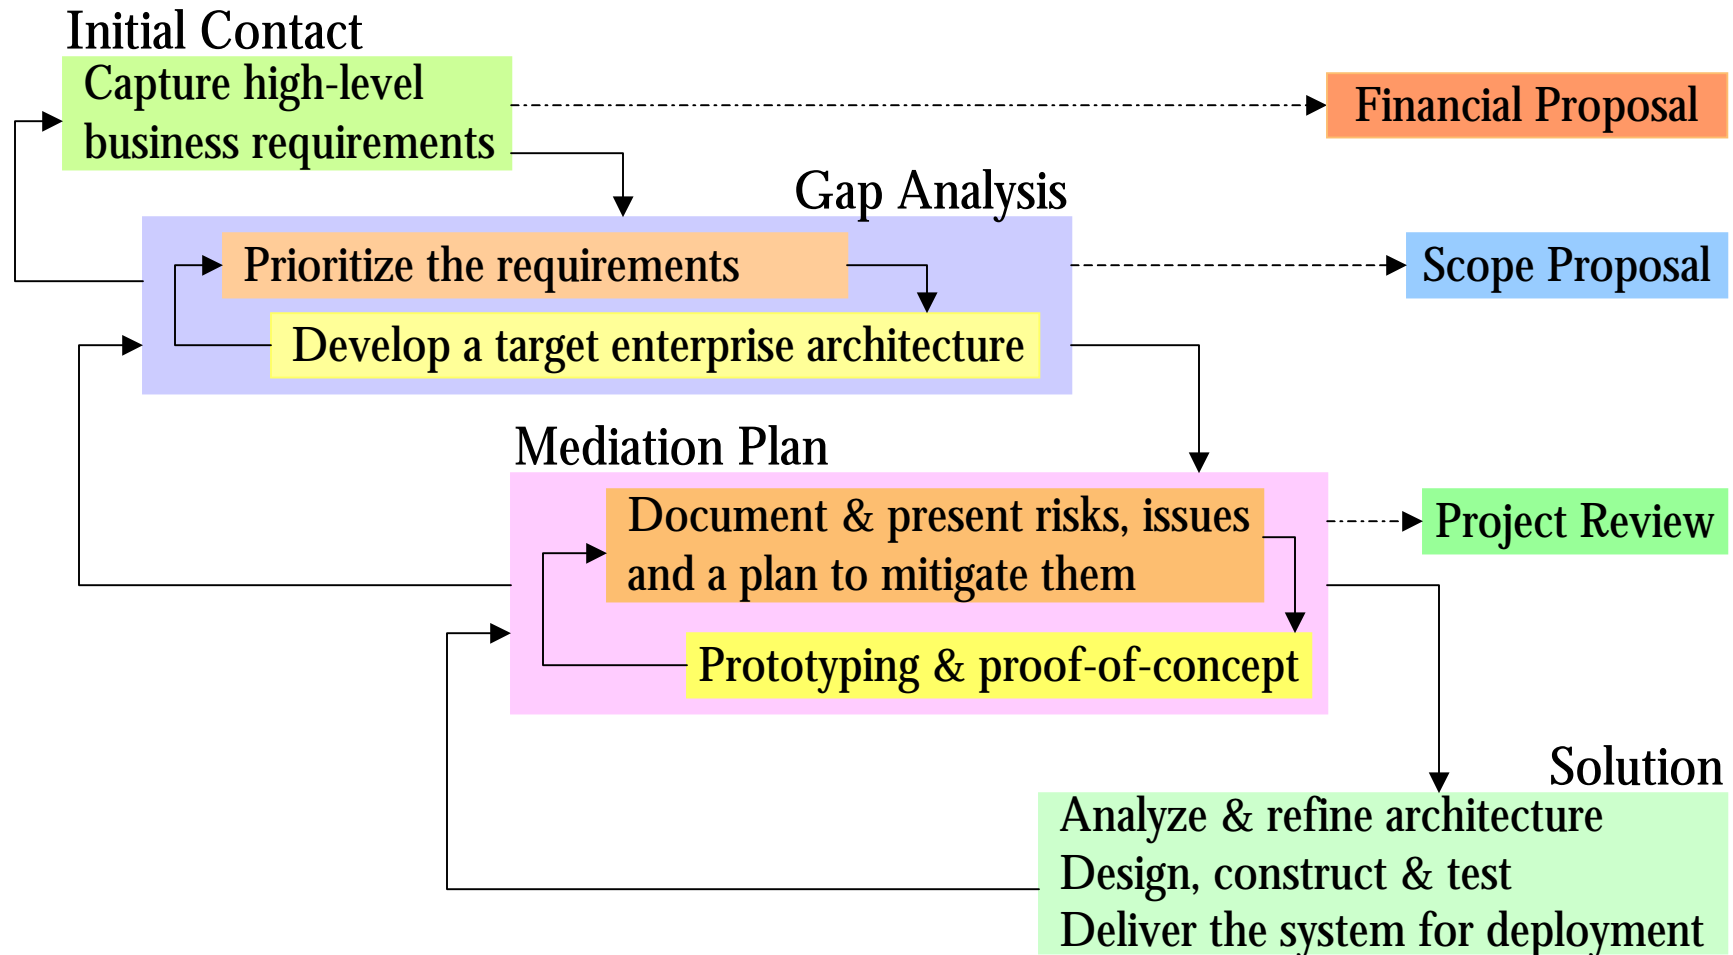 Initial Contact
Capture high-level
business requirements
Financial Proposal
Gap Analysis
Prioritize the requirements
Scope Proposal
Develop a target enterprise architecture
Mediation Plan
Document & present risks, issues
and a plan to mitigate them
Project Review
Prototyping & proof-of-concept
Solution
Analyze & refine architecture
Design, construct & test
Deliver the system for deployment